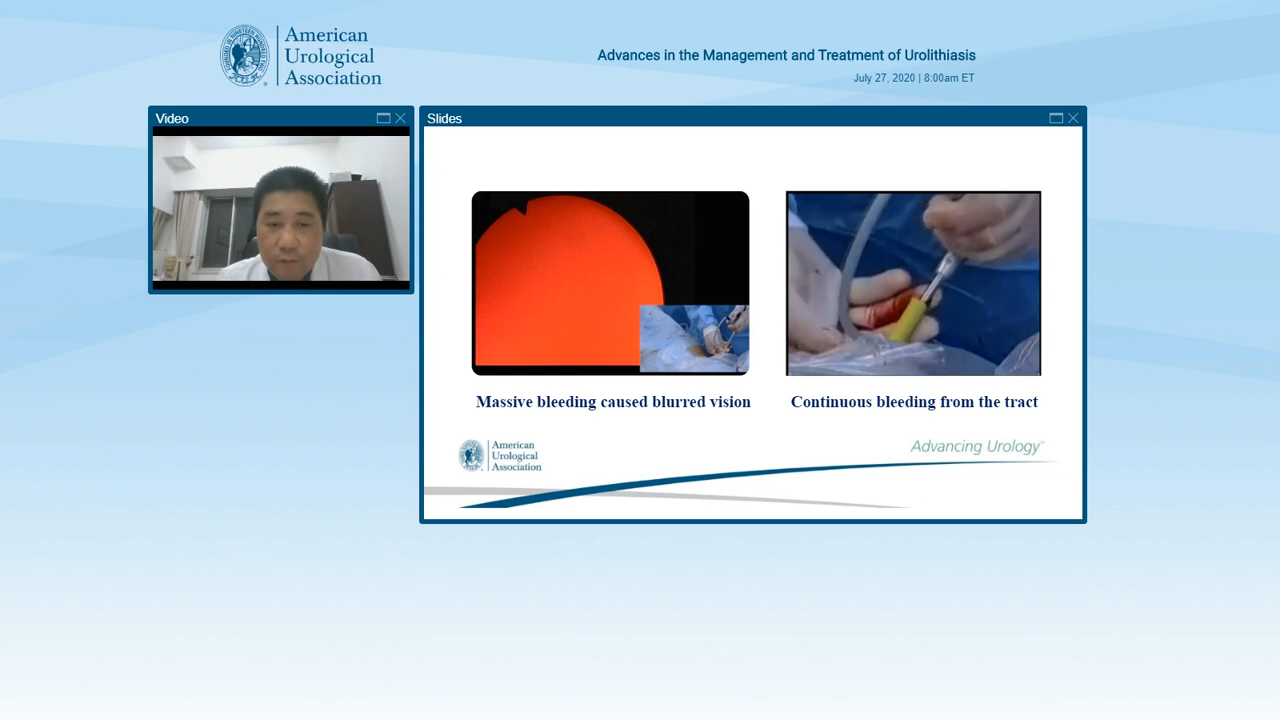 American
Urological
Association
Advances in the Management and Treatment of Urolithiasis
July 27, 2020 | 8:00am ET
Video
Slides
Massive bleeding caused blurred vision
Continuous bleeding from the tract
American
Urological
Association
Advancing Urology™